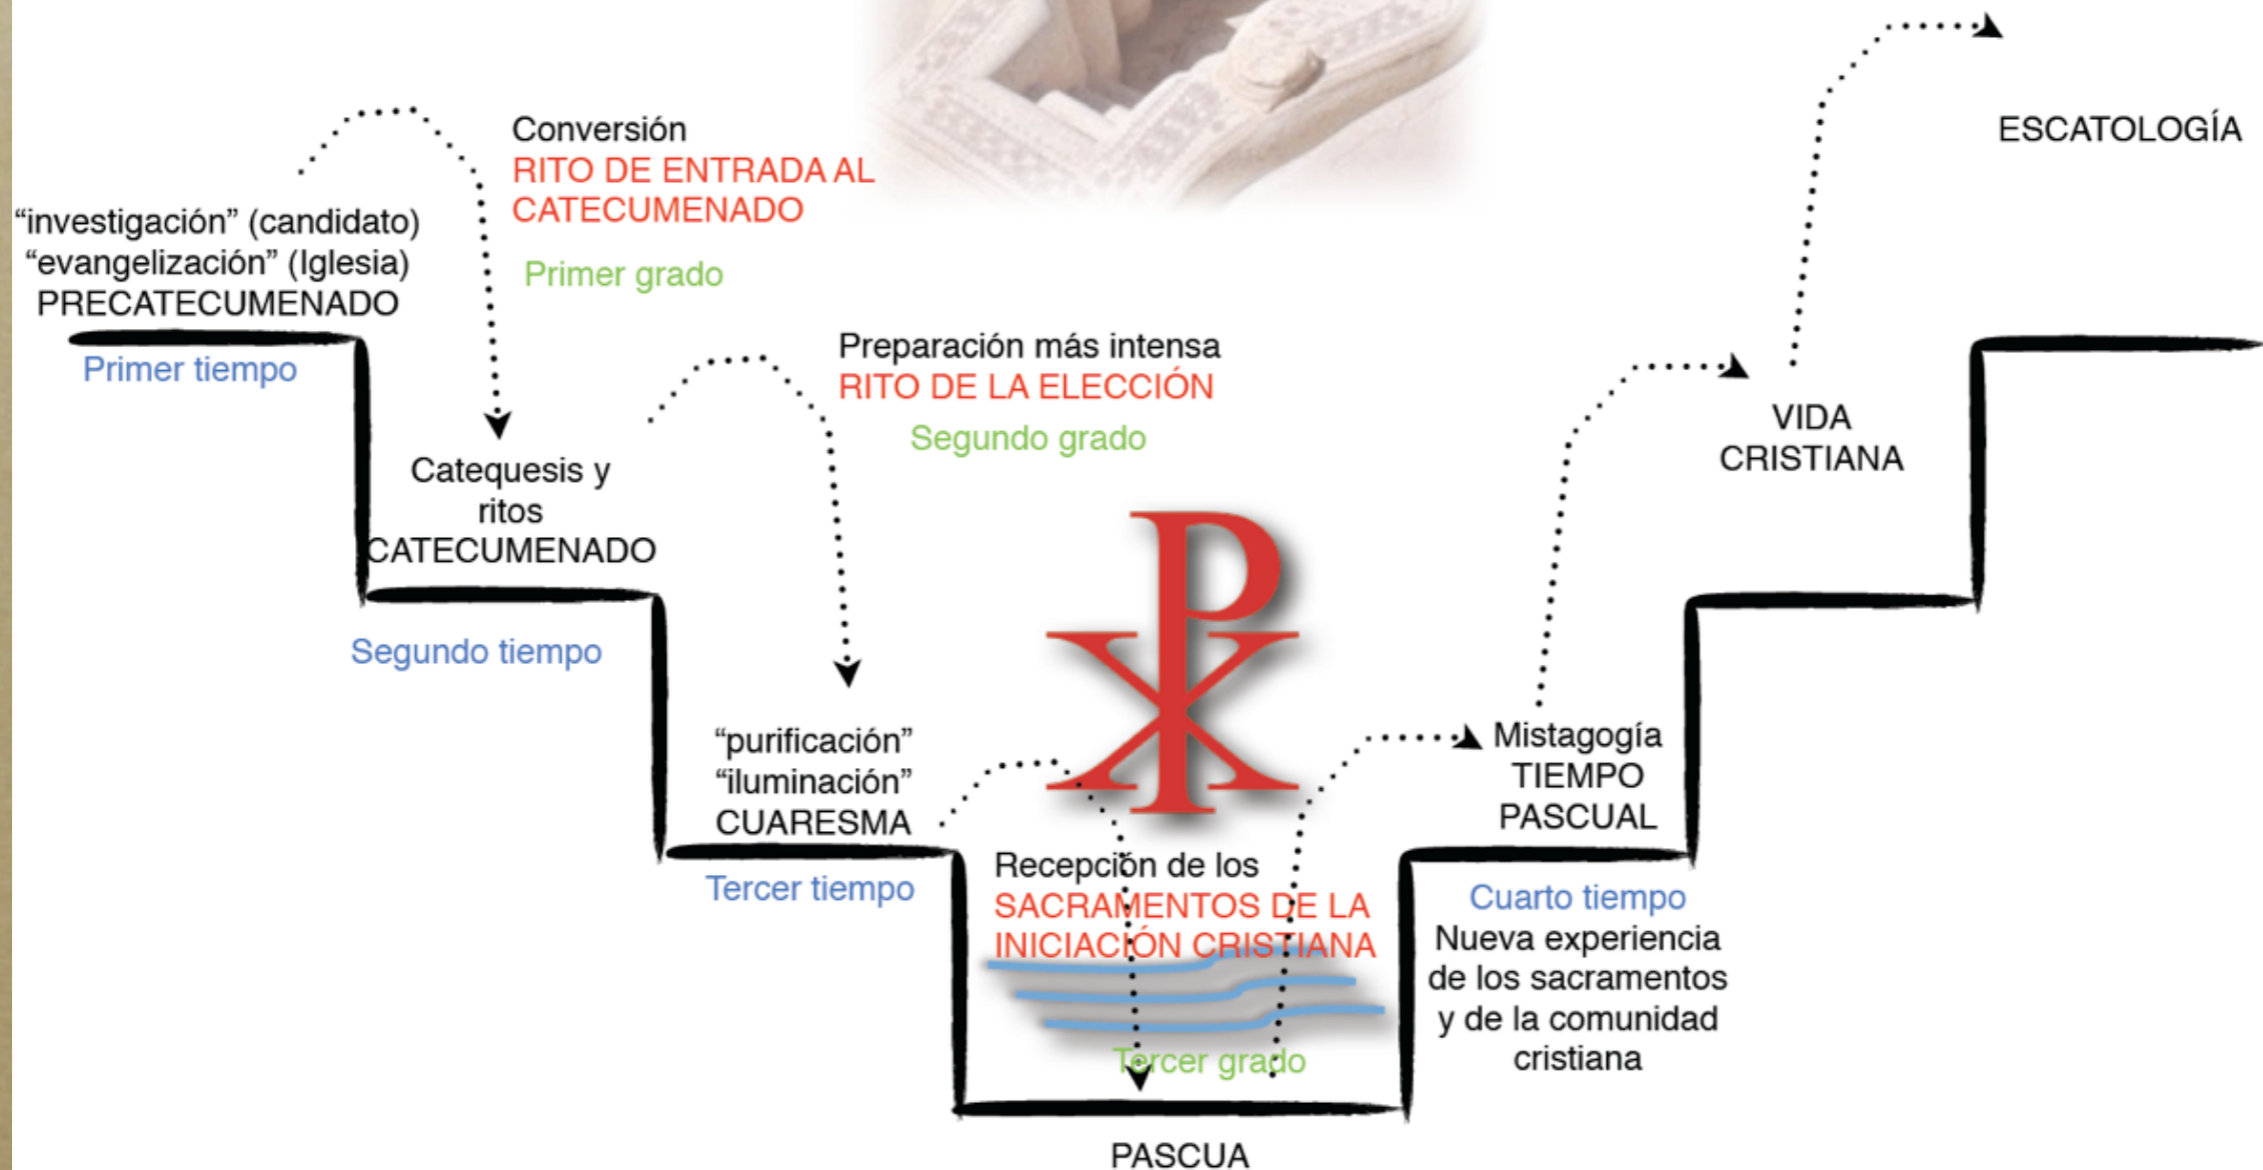 “investigación” (candidato)
“evangelización” (Iglesia)
PRECATECUMENADO
Primer tiempo
Conversión
RITO DE ENTRADA AL
CATECUMENADO
Primer grado
Catequesis y
ritos
CATECUMENADO
Segundo tiempo
Preparación más intensa
RITO DE LA ELECCIÓN
Segundo grado
“purificación”
“iluminación”
CUARESMA
Tercer tiempo
Recepción de los
SACRAMENTOS DE LA
INICIACIÓN CRISTIANA
Tercer grado
PASCUA
Mistagogía
TIEMPO
PASCUAL
Cuarto tiempo
Nueva experiencia
de los sacramentos
y de la comunidad
cristiana
VIDA
CRISTIANA
ESCATOLOGÍA